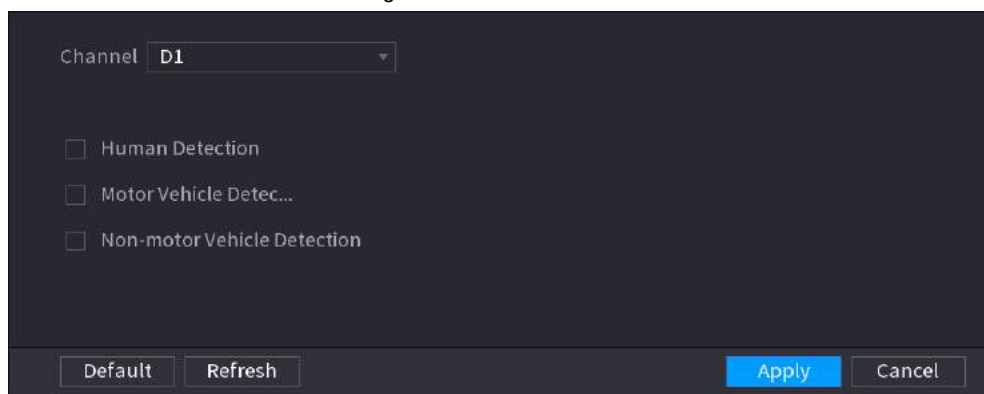 Channel D1
Human Detection
Motor Vehicle Detec...
Non-motor Vehicle Detection
Default Refresh Apply Cancel